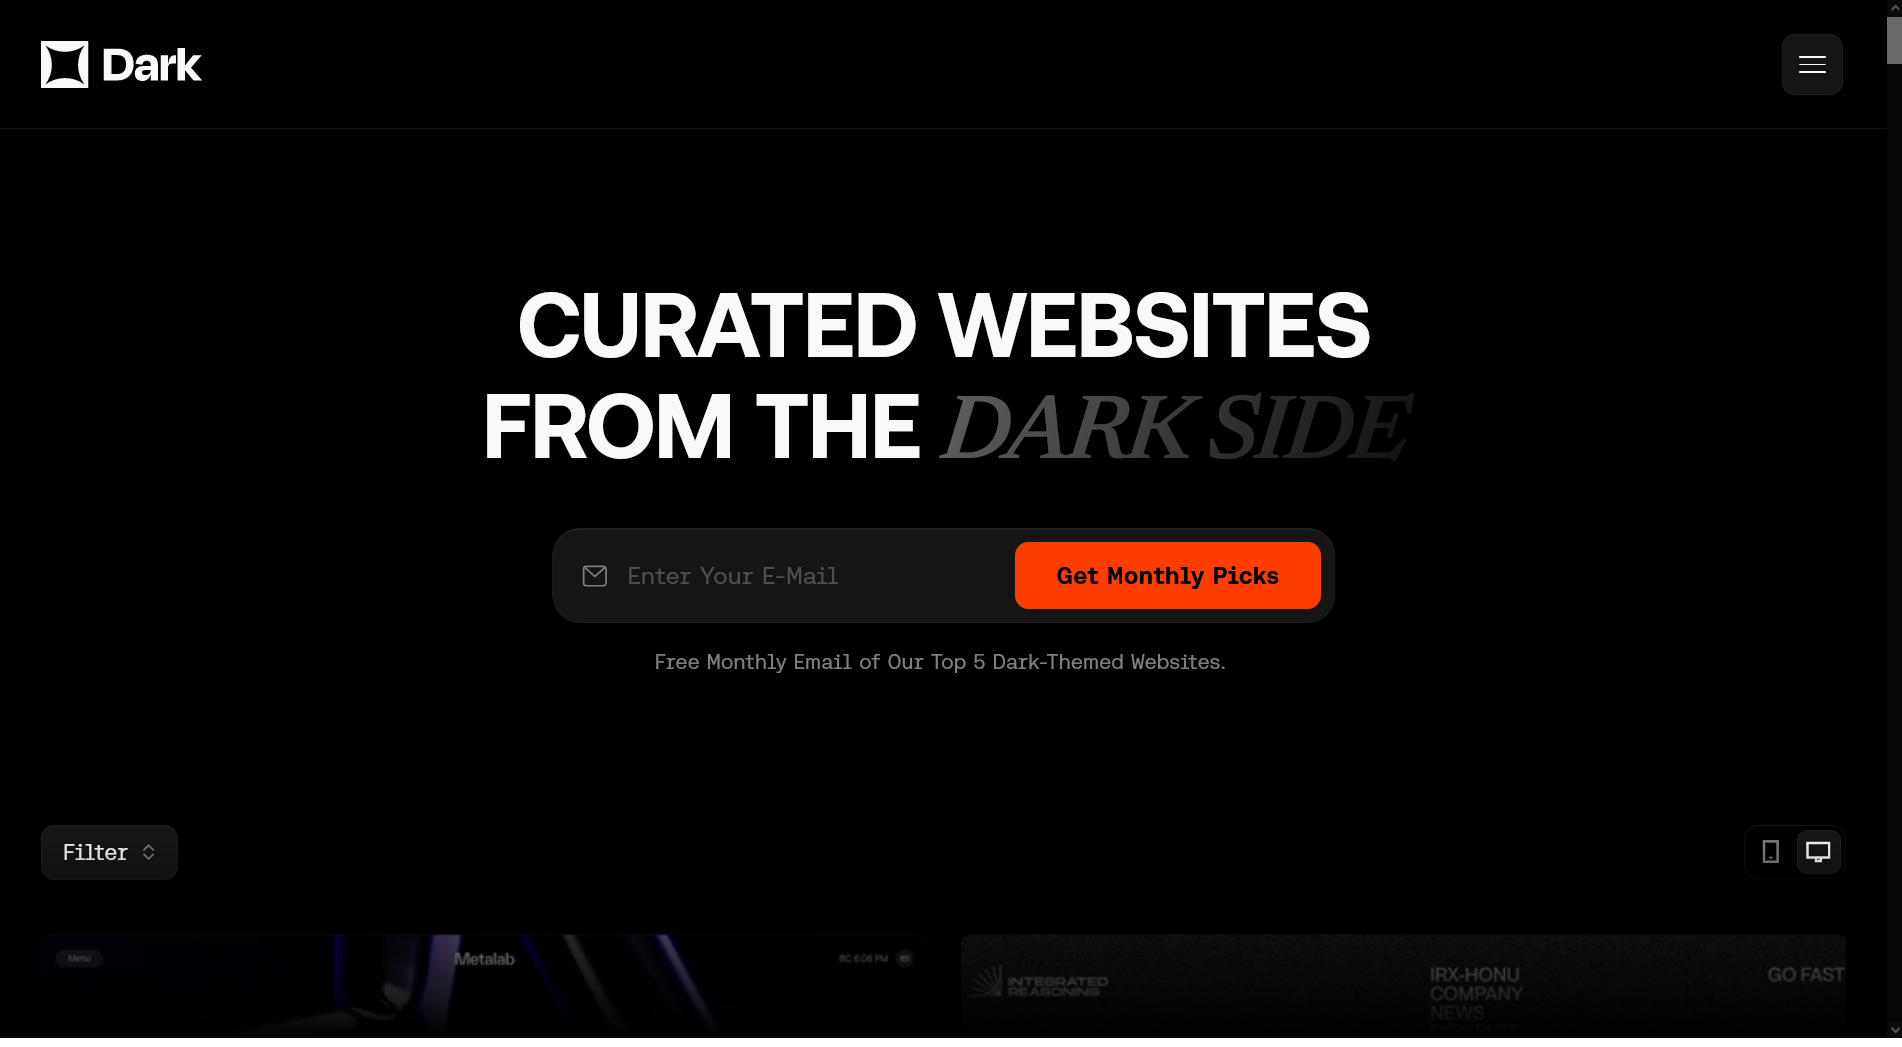 Dark
CURATED WEBSITES
FROM THE DARK SIDE
Enter Your E-Mail
Get Monthly Picks
Free Monthly Email of Our Top 5 Dark-Themed Websites.
Filter
Menu
Metalab
BC 6:06 PM
INTEGRATED
REASONING
IRX-HONU
COMPANY
NEWS
CONTACT
GO FAST